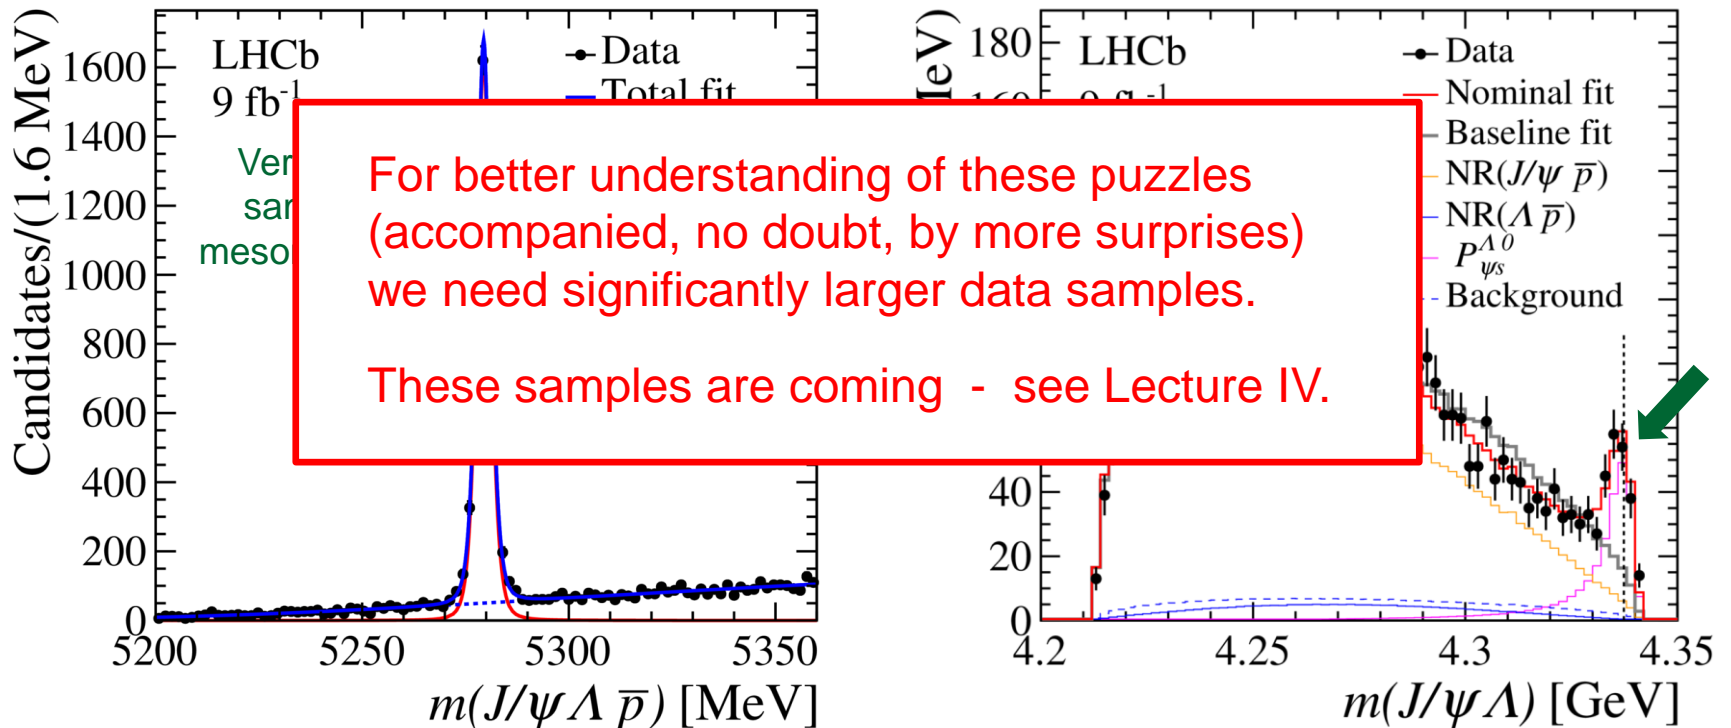 Candidates/(1.6 MeV)
1600
1400
1200
1000
800
600
400
200
0
5200
5250
5300
5350
m(J/ψ Λ p̅) [MeV]
LHCb
9 fb⁻¹
Data
Total fit
For better understanding of these puzzles
(accompanied, no doubt, by more surprises)
we need significantly larger data samples.
These samples are coming - see Lecture IV.
180
40
20
0
4.2
4.25
4.3
4.35
m(J/ψ Λ) [GeV]
LHCb
Data
Nominal fit
Baseline fit
NR(J/ψ p̅)
NR(Λ p̅)
P_ψs^Λ0
Background